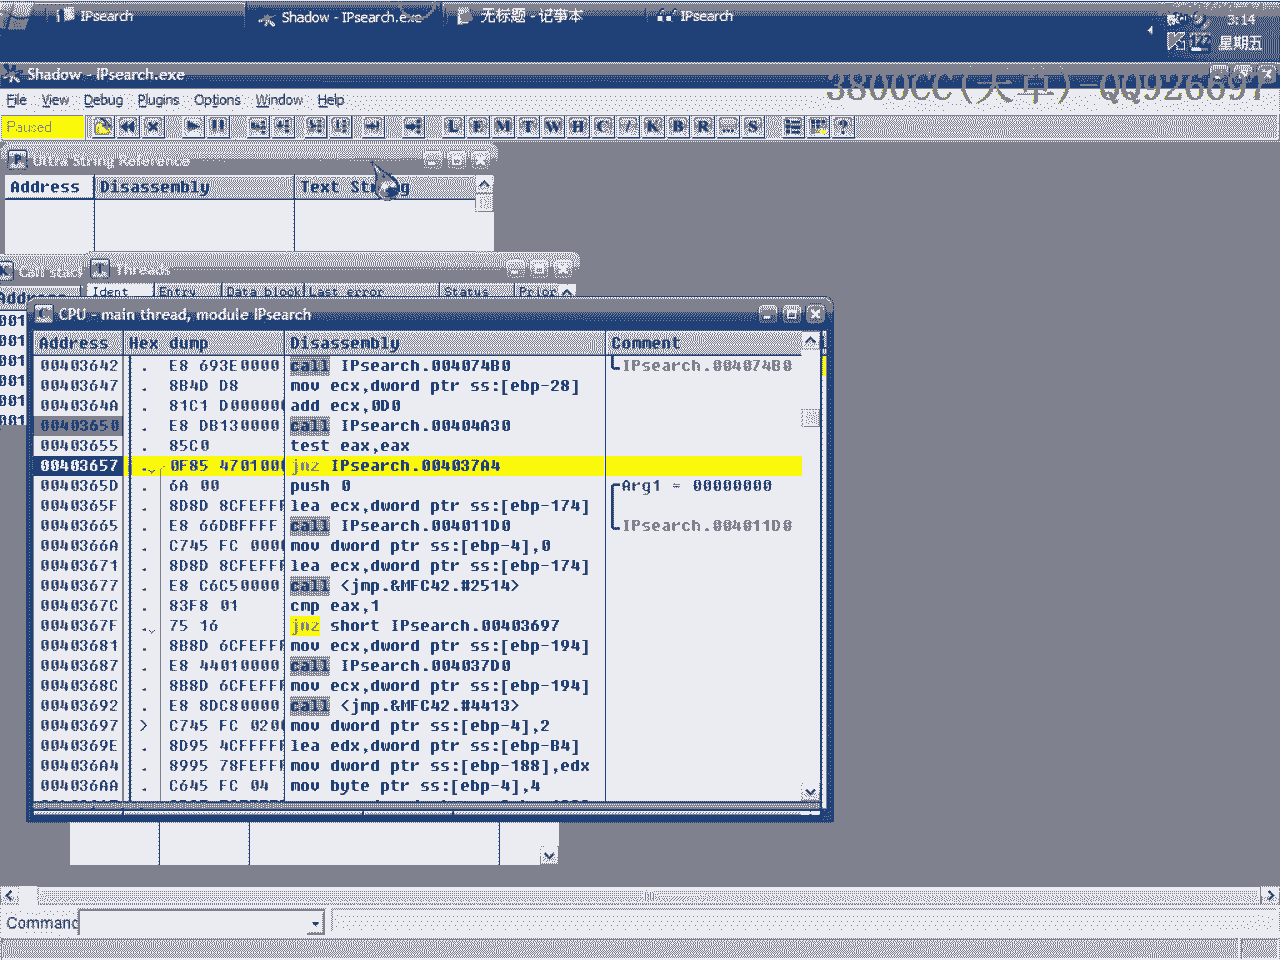 IPsearch
Shadow - IPsearch.exe
无标题 - 记事本
IPsearch
3:14
星期五
Shadow - IPsearch.exe
3800CC(天草)-QQ926697
File View Debug Plugins Options Window Help
Paused
L E M T W H C / K B R ... S
Ultra String Reference
Address Disassembly Text String
Call stack
Threads
Address
Ident Entry Data block Last error Status Prior
001
001
001
001
001
001
CPU - main thread, module IPsearch
Address Hex dump Disassembly Comment
00403642 . E8 693E0000 call IPsearch.004074B0 IPsearch.004074B0
00403647 . 8B4D D8 mov ecx,dword ptr ss:[ebp-28]
0040364A . 81C1 D000000 add ecx,0D0
00403650 . E8 DB130000 call IPsearch.00404A30
00403655 . 85C0 test eax,eax
00403657 . 0F85 4701000 jnz IPsearch.004037A4
0040365D . 6A 00 push 0 Arg1 = 00000000
0040365F . 8D8D 8CFEFFF lea ecx,dword ptr ss:[ebp-174]
00403665 . E8 66DBFFFF call IPsearch.004011D0 IPsearch.004011D0
0040366A . C745 FC 0000 mov dword ptr ss:[ebp-4],0
00403671 . 8D8D 8CFEFFF lea ecx,dword ptr ss:[ebp-174]
00403677 . E8 C6C50000 call <jmp.&MFC42.#2514>
0040367C . 83F8 01 cmp eax,1
0040367F . 75 16 jnz short IPsearch.00403697
00403681 . 8B8D 6CFEFFF mov ecx,dword ptr ss:[ebp-194]
00403687 . E8 44010000 call IPsearch.004037D0
0040368C . 8B8D 6CFEFFF mov ecx,dword ptr ss:[ebp-194]
00403692 . E8 8DC80000 call <jmp.&MFC42.#4413>
00403697 > C745 FC 0200 mov dword ptr ss:[ebp-4],2
0040369E . 8D95 4CFFFFF lea edx,dword ptr ss:[ebp-B4]
004036A4 . 8995 78FEFFF mov dword ptr ss:[ebp-188],edx
004036AA . C645 FC 04 mov byte ptr ss:[ebp-4],4
Command